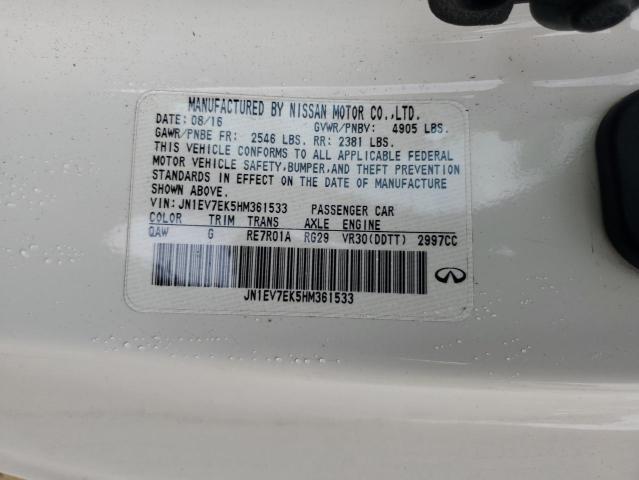 MANUFACTURED BY NISSAN MOTOR CO.,LTD.
DATE: 08/16 GVWR/PNBV: 4905 LBS.
GAWR/PNBE FR: 2546 LBS. RR: 2381 LBS.
THIS VEHICLE CONFORMS TO ALL APPLICABLE FEDERAL
MOTOR VEHICLE SAFETY, BUMPER, AND THEFT PREVENTION
STANDARDS IN EFFECT ON THE DATE OF MANUFACTURE
SHOWN ABOVE.
VIN: JN1EV7EK5HM361533 PASSENGER CAR
COLOR TRIM TRANS AXLE ENGINE
QAW G RE7R01A RG29 VR30(DDTT) 2997CC
JN1EV7EK5HM361533